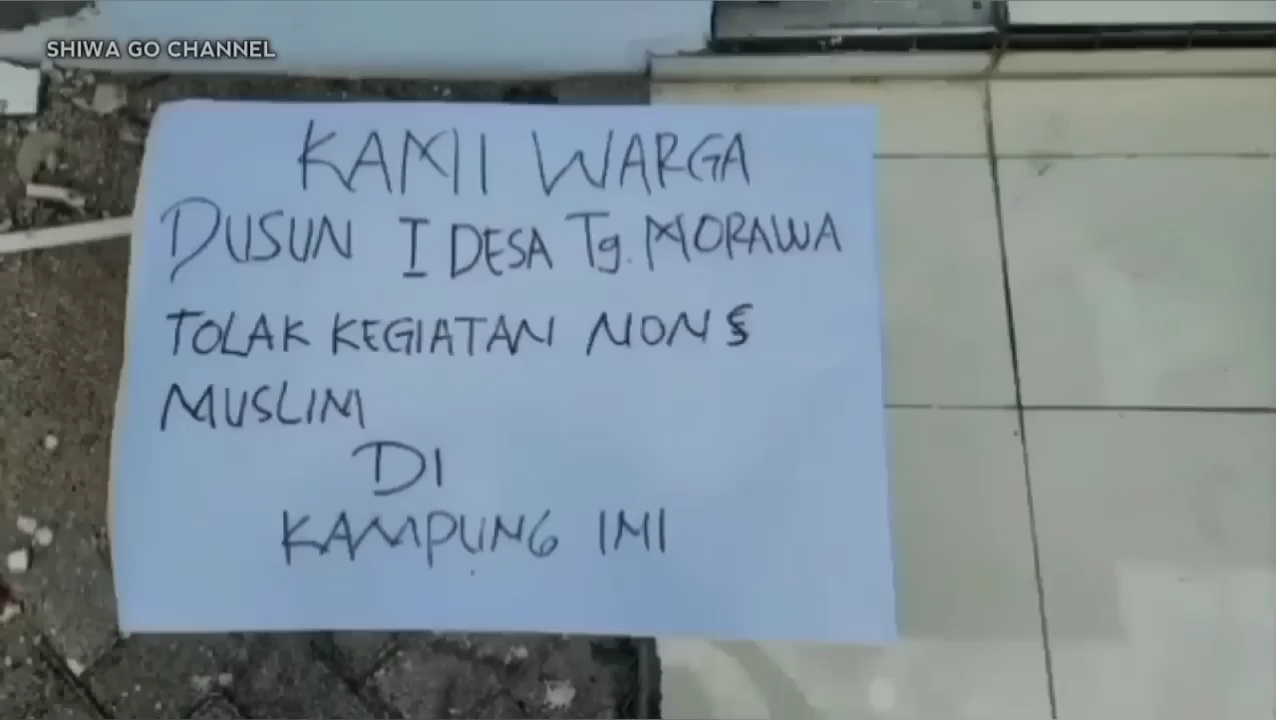 SHIWA GO CHANNEL
KAMI WARGA
DUSUN I DESA Tg. MORAWA
TOLAK KEGIATAN NON
MUSLIM
DI
KAMPUNG INI